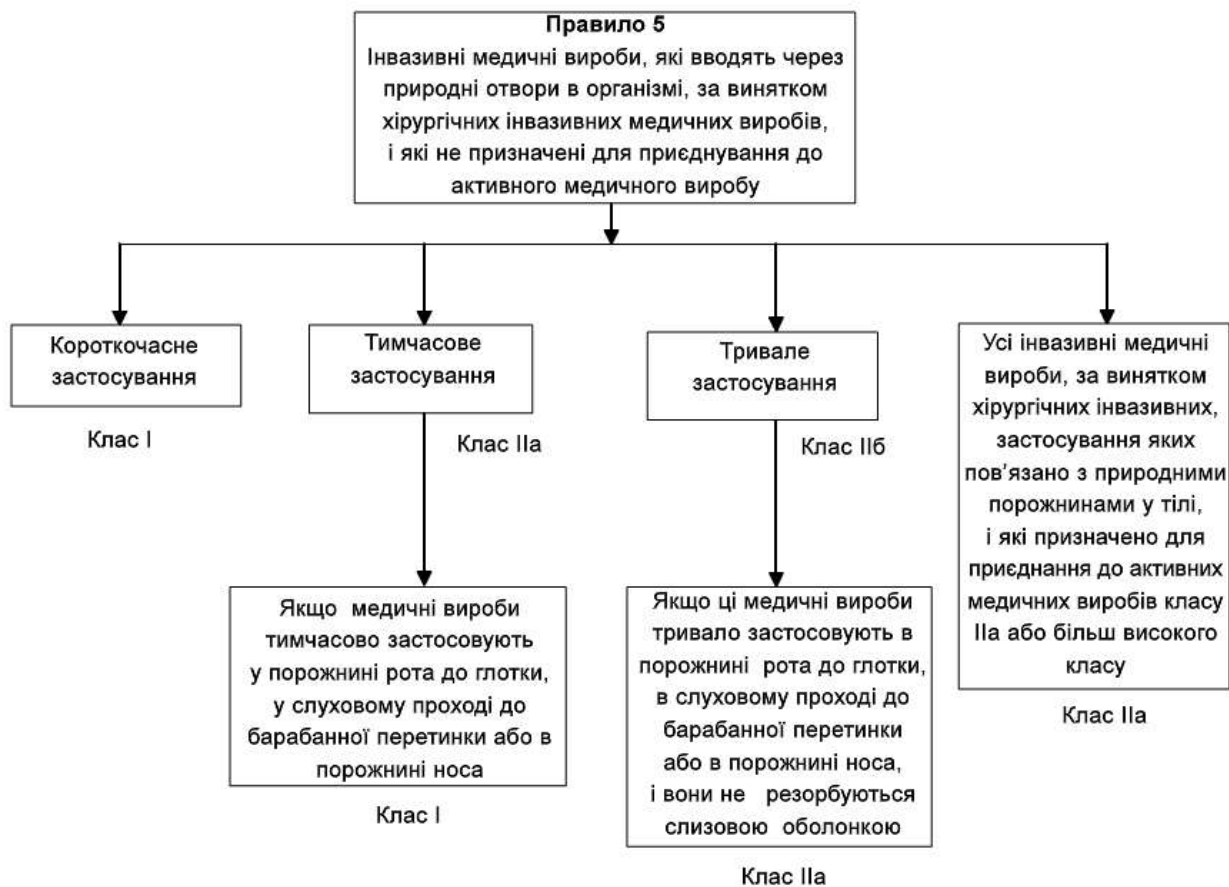 Правило 5
Інвазивні медичні вироби, які вводять через
природні отвори в організмі, за винятком
хірургічних інвазивних медичних виробів,
і які не призначені для приєднування до
активного медичного виробу
Короткочасне
застосування
Клас І
Тимчасове
застосування
Клас ІІа
Тривале
застосування
Клас ІІб
Усі інвазивні медичні
вироби, за винятком
хірургічних інвазивних,
застосування яких
пов’язано з природними
порожнинами у тілі,
і які призначено для
приєднання до активних
медичних виробів класу
ІІа або більш високого
класу
Клас ІІа
Якщо медичні вироби
тимчасово застосовують
у порожнині рота до глотки,
у слуховому проході до
барабанної перетинки або в
порожнині носа
Клас І
Якщо ці медичні вироби
тривало застосовують в
порожнині рота до глотки,
в слуховому проході до
барабанної перетинки
або в порожнині носа,
і вони не резорбуються
слизовою оболонкою
Клас ІІа